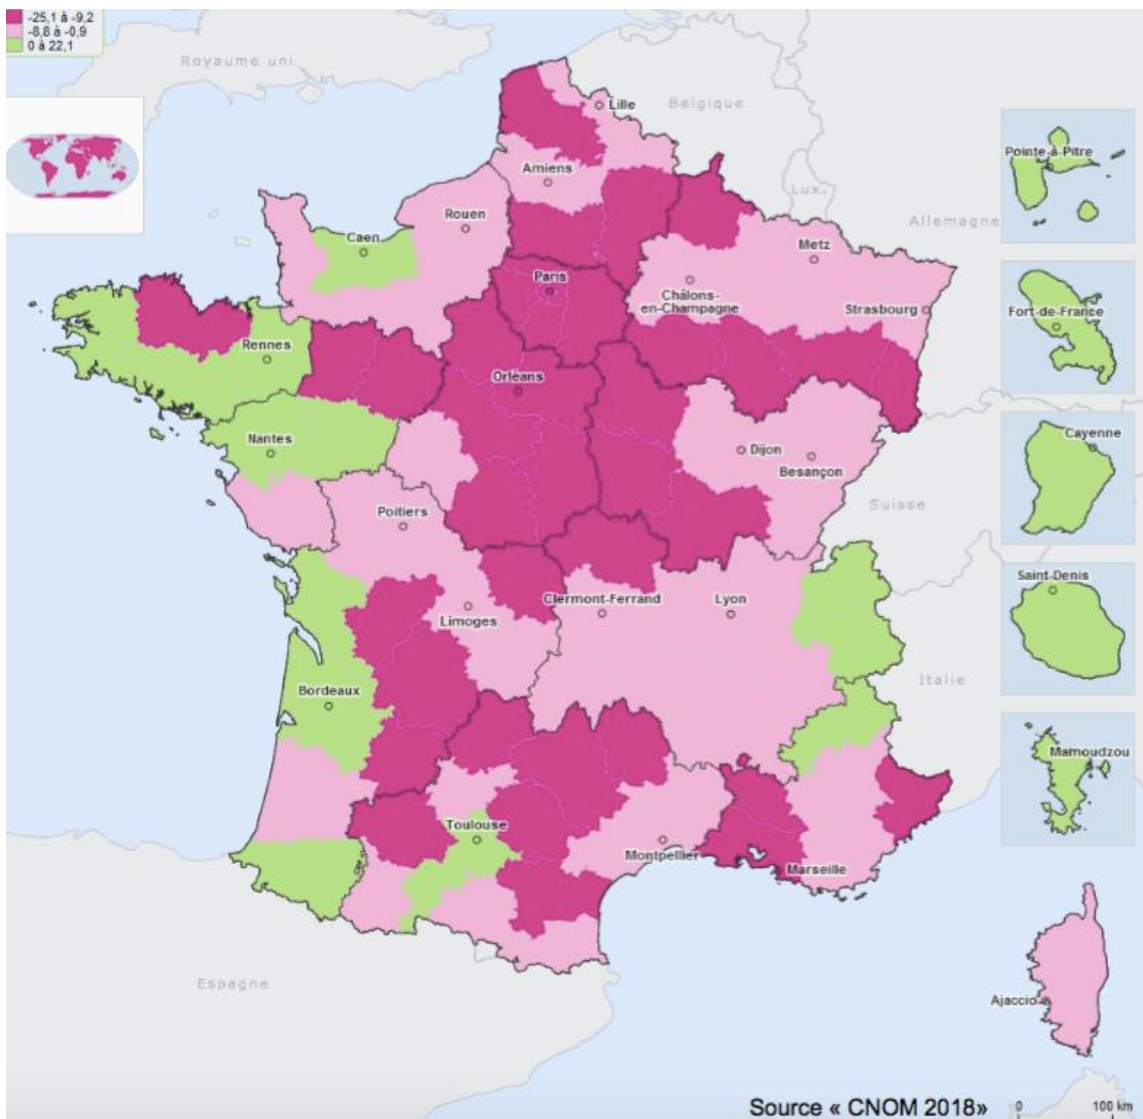 -25,1 à -9,2
-8,8 à -0,9
0 à 22,1
Royaume uni
Belgique
Lille
Amiens
Lux.
Allemagne
Rouen
Caen
Metz
Paris
Châlons-
en-Champagne
Strasbourg
Rennes
Orléans
Nantes
Dijon
Besançon
Suisse
Poitiers
Clermont-Ferrand
Lyon
Limoges
Italie
Bordeaux
Toulouse
Montpellier
Marseille
Espagne
Ajaccio
Pointe-à-Pitre
Fort-de-France
Cayenne
Saint-Denis
Mamoudzou
Source « CNOM 2018»
0 100 km